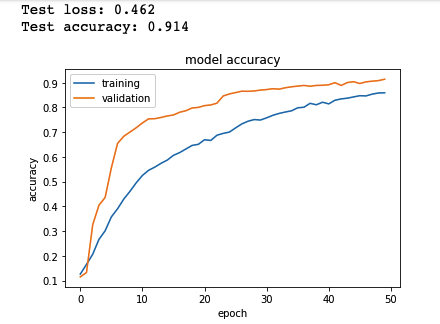 Test loss: 0.462
Test accuracy: 0.914
model accuracy
training
validation
0.9
0.8
0.7
0.6
0.5
0.4
0.3
0.2
0.1
accuracy
0 10 20 30 40 50
epoch